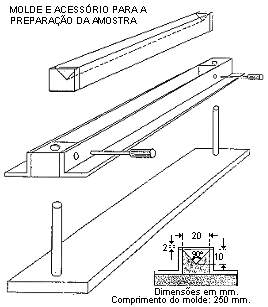 MOLDE E ACESSÓRIO PARA A
PREPARAÇÃO DA AMOSTRA
20
2
10
Dimensões em mm.
Comprimento do molde: 250 mm.